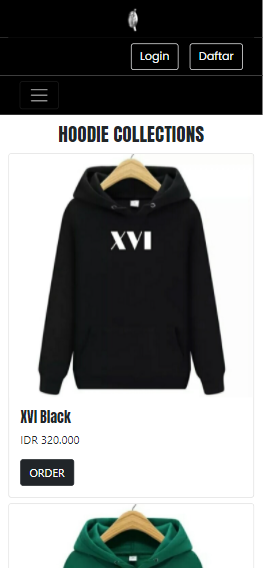 Login Daftar
HOODIE COLLECTIONS
XVI
XVI Black
IDR 320.000
ORDER